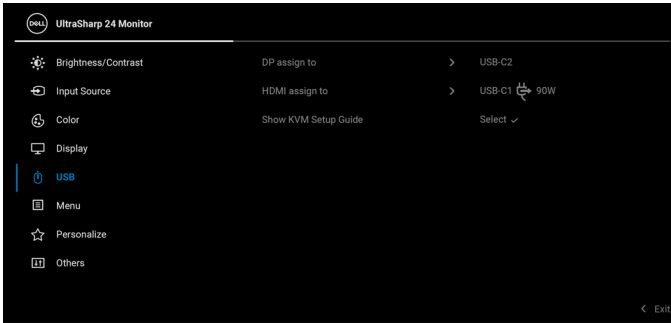 DELL UltraSharp 24 Monitor
Brightness/Contrast DP assign to > USB-C2
Input Source HDMI assign to > USB-C1 90W
Color Show KVM Setup Guide Select ✓
Display
USB
Menu
Personalize
Others
< Exit